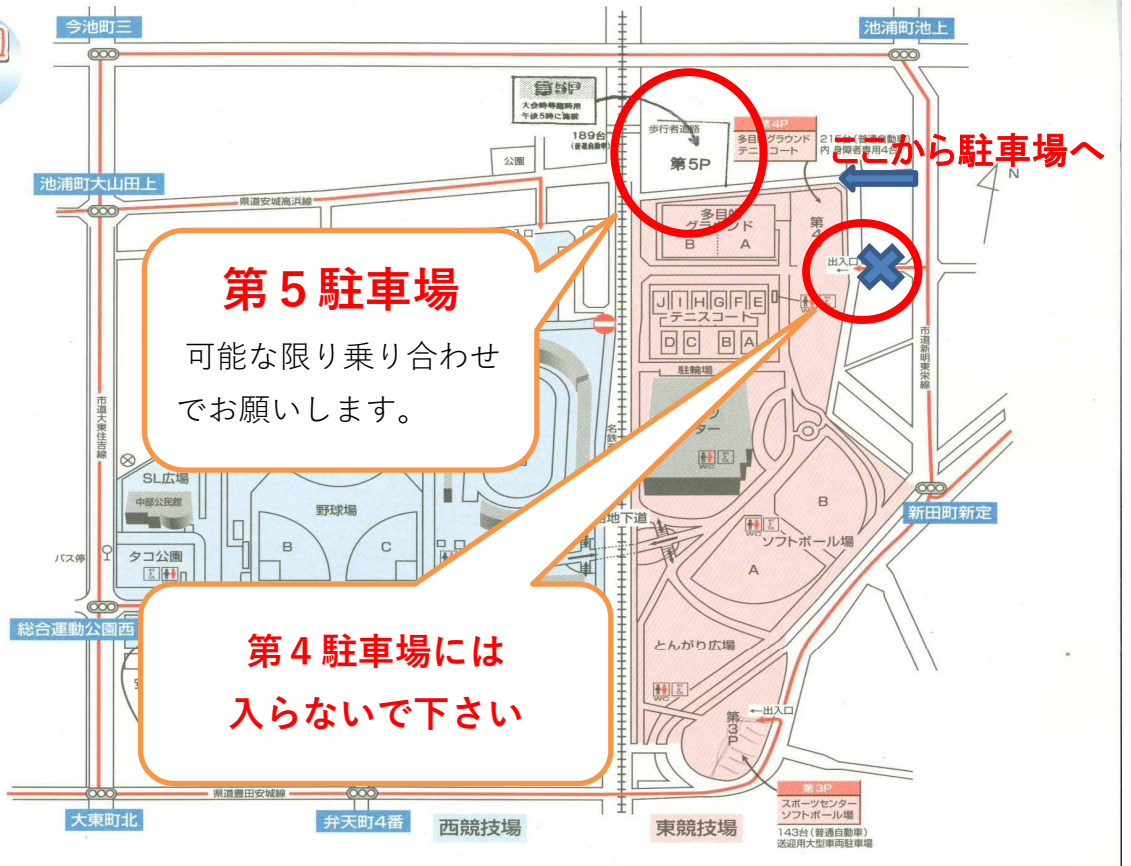 今池町三
池浦町池上
第5P
大会時等臨時用
午後5時に施錠
189台
(普通自動車)
歩行者道路
第5P
第4P
多目的グラウンド
テニスコート
215台(普通自動車)
内 身障者専用4台
ここから駐車場へ
N
公園
池浦町大山田上
県道安城高浜線
多目的
グラウンド
B
A
第4
出入口
←
第5駐車場
可能な限り乗り合わせ
でお願いします。
J I H G F E
テニスコート
D C B A
駐輪場
ター
WC
市道新明東栄線
市道大東住吉線
名鉄西
SL広場
中部公民館
野球場
B
C
バス停
タコ公園
地下道
WC
ソフトボール場
B
A
新田町新定
総合運動公園西
第4駐車場には
入らないで下さい
とんがり広場
WC
第3P
←出入口
第3P
スポーツセンター
ソフトボール場
143台(普通自動車)
送迎用大型車両駐車場
県道豊田安城線
大東町北
弁天町4番
西競技場
東競技場